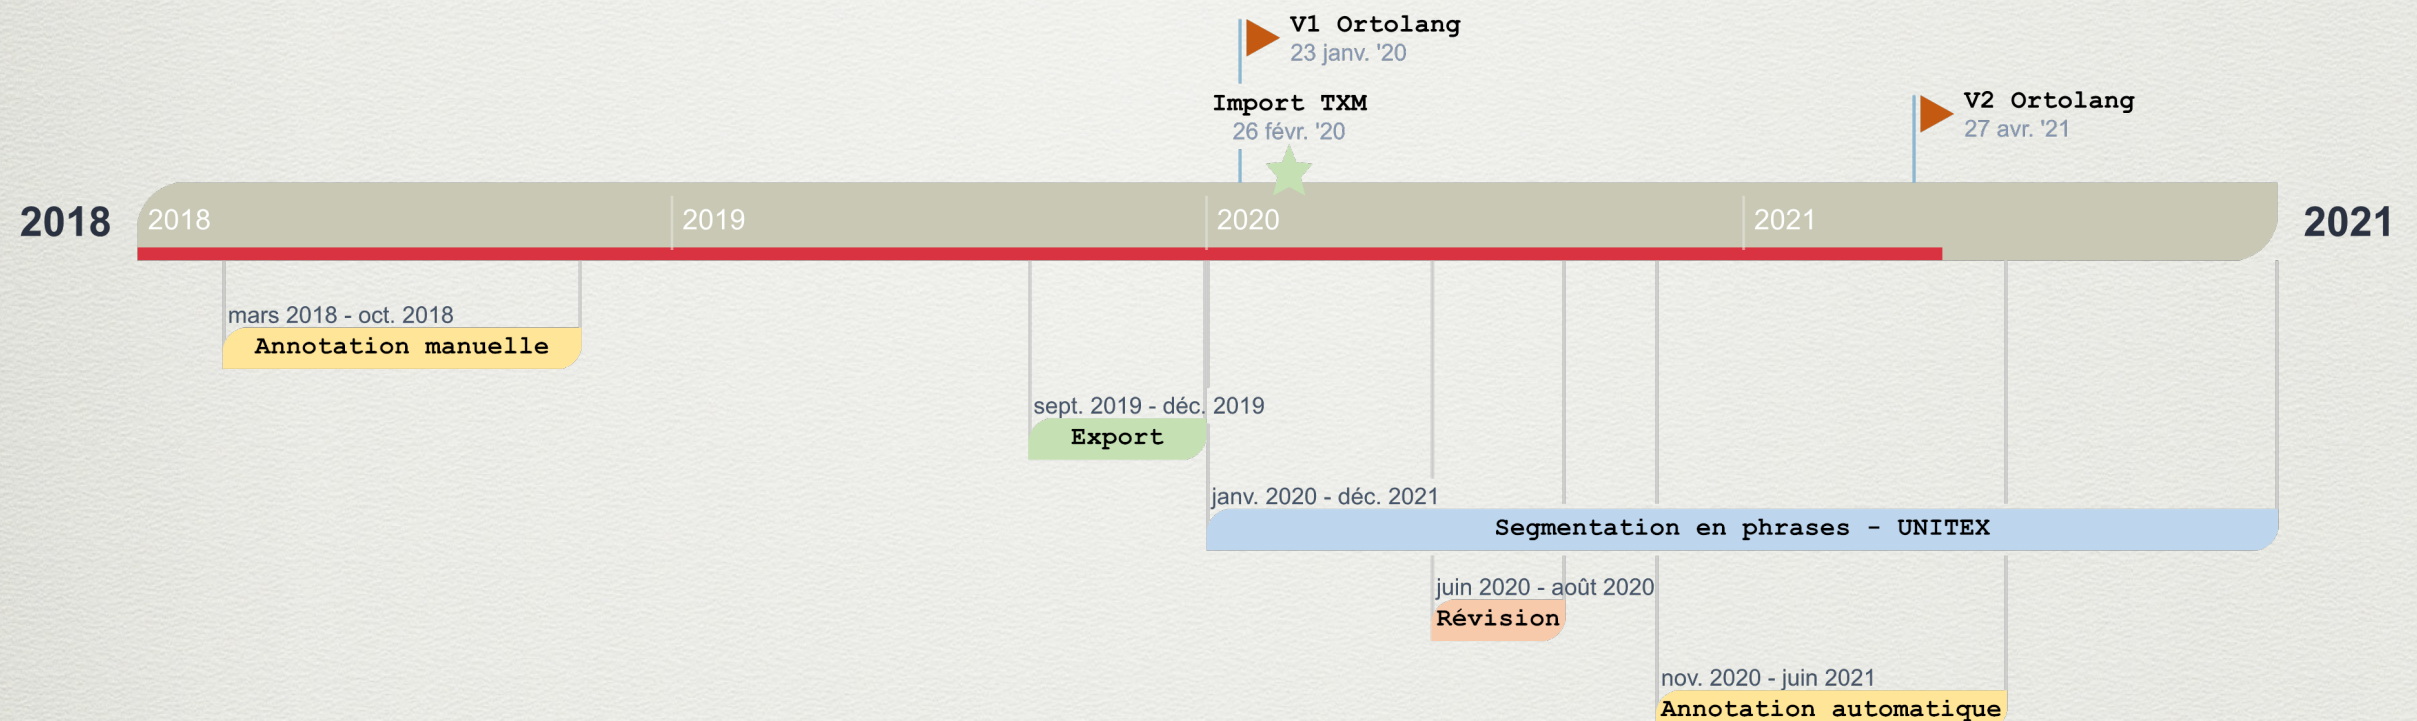 V1 Ortolang
23 janv. '20
Import TXM
26 févr. '20
V2 Ortolang
27 avr. '21
2018
2018
2019
2020
2021
2021
mars 2018 - oct. 2018
Annotation manuelle
sept. 2019 - déc. 2019
Export
janv. 2020 - déc. 2021
Segmentation en phrases - UNITEX
juin 2020 - août 2020
Révision
nov. 2020 - juin 2021
Annotation automatique